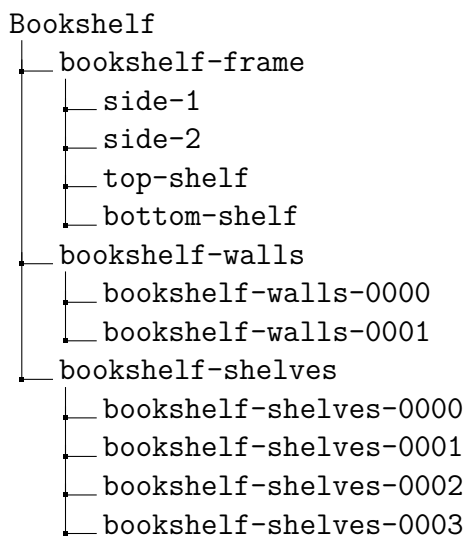 Bookshelf
bookshelf-frame
side-1
side-2
top-shelf
bottom-shelf
bookshelf-walls
bookshelf-walls-0000
bookshelf-walls-0001
bookshelf-shelves
bookshelf-shelves-0000
bookshelf-shelves-0001
bookshelf-shelves-0002
bookshelf-shelves-0003